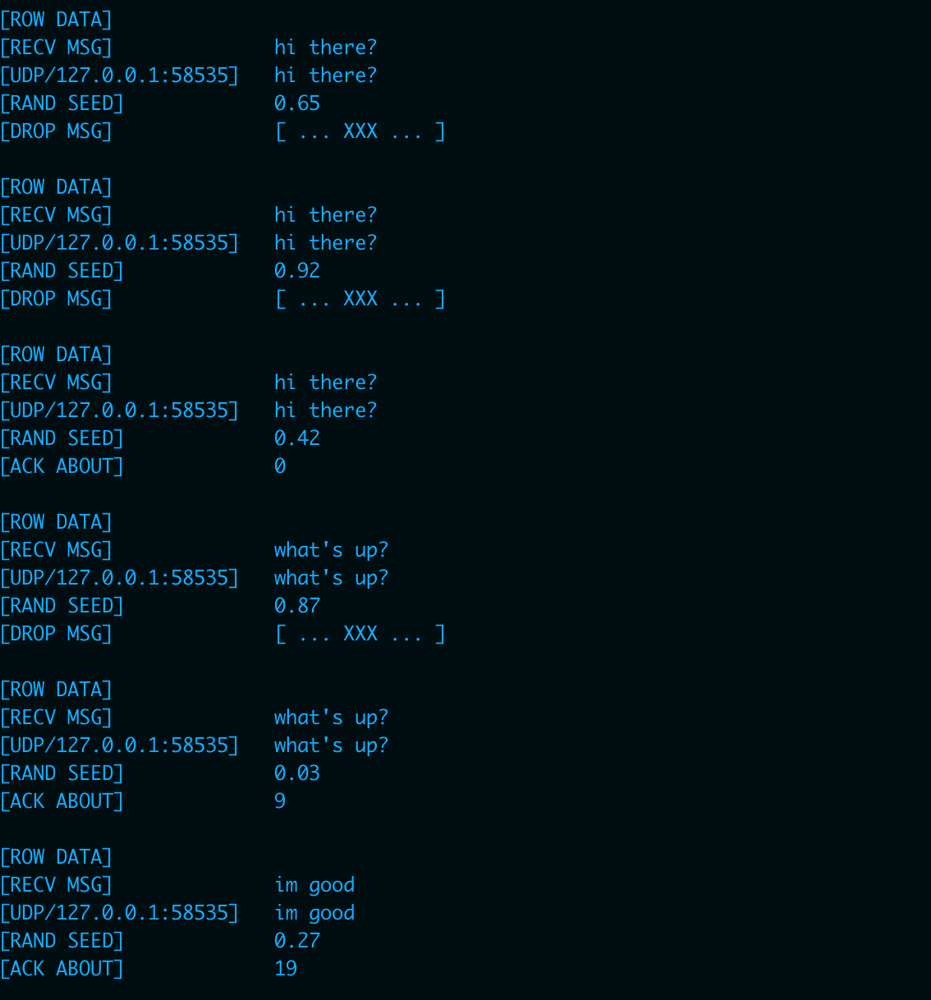 [ROW DATA]
[RECV MSG] hi there?
[UDP/127.0.0.1:58535] hi there?
[RAND SEED] 0.65
[DROP MSG] [ ... XXX ... ]
[ROW DATA]
[RECV MSG] hi there?
[UDP/127.0.0.1:58535] hi there?
[RAND SEED] 0.92
[DROP MSG] [ ... XXX ... ]
[ROW DATA]
[RECV MSG] hi there?
[UDP/127.0.0.1:58535] hi there?
[RAND SEED] 0.42
[ACK ABOUT] 0
[ROW DATA]
[RECV MSG] what's up?
[UDP/127.0.0.1:58535] what's up?
[RAND SEED] 0.87
[DROP MSG] [ ... XXX ... ]
[ROW DATA]
[RECV MSG] what's up?
[UDP/127.0.0.1:58535] what's up?
[RAND SEED] 0.03
[ACK ABOUT] 9
[ROW DATA]
[RECV MSG] im good
[UDP/127.0.0.1:58535] im good
[RAND SEED] 0.27
[ACK ABOUT] 19